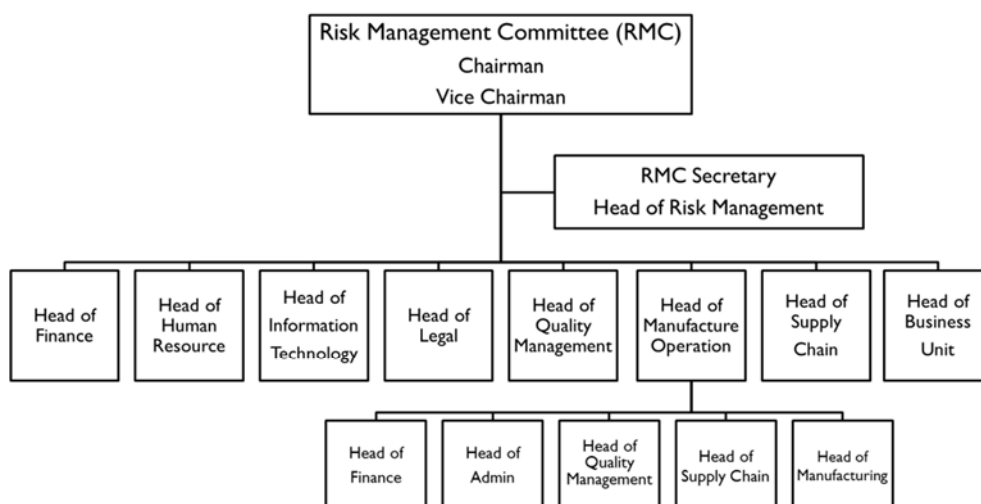 Risk Management Committee (RMC)
Chairman
Vice Chairman
RMC Secretary
Head of Risk Management
Head of
Finance
Head of
Human
Resource
Head of
Information
Technology
Head of
Legal
Head of
Quality
Management
Head of
Manufacture
Operation
Head of
Supply
Chain
Head of
Business
Unit
Head of
Finance
Head of
Admin
Head of
Quality
Management
Head of
Supply Chain
Head of
Manufacturing